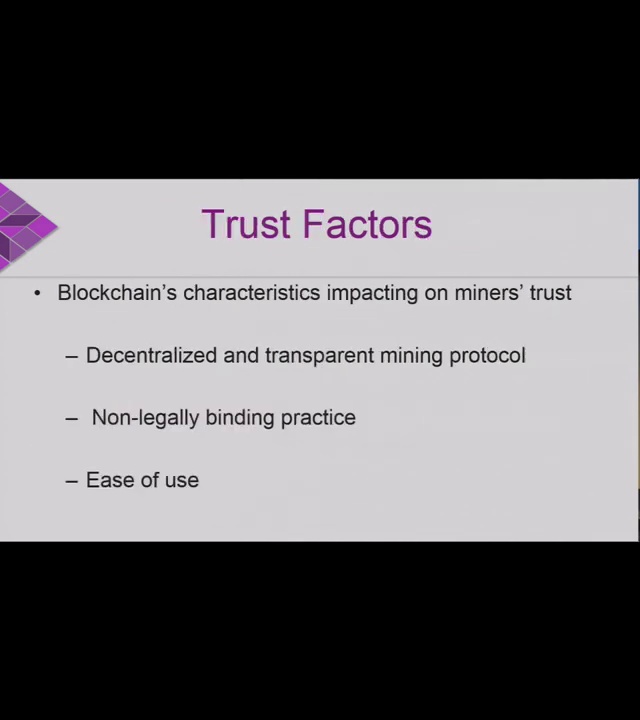 Trust Factors
• Blockchain's characteristics impacting on miners' trust
– Decentralized and transparent mining protocol
– Non-legally binding practice
– Ease of use